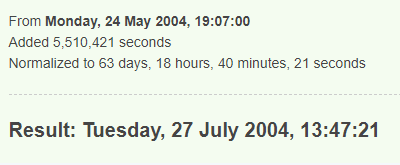 From Monday, 24 May 2004, 19:07:00
Added 5,510,421 seconds
Normalized to 63 days, 18 hours, 40 minutes, 21 seconds
Result: Tuesday, 27 July 2004, 13:47:21